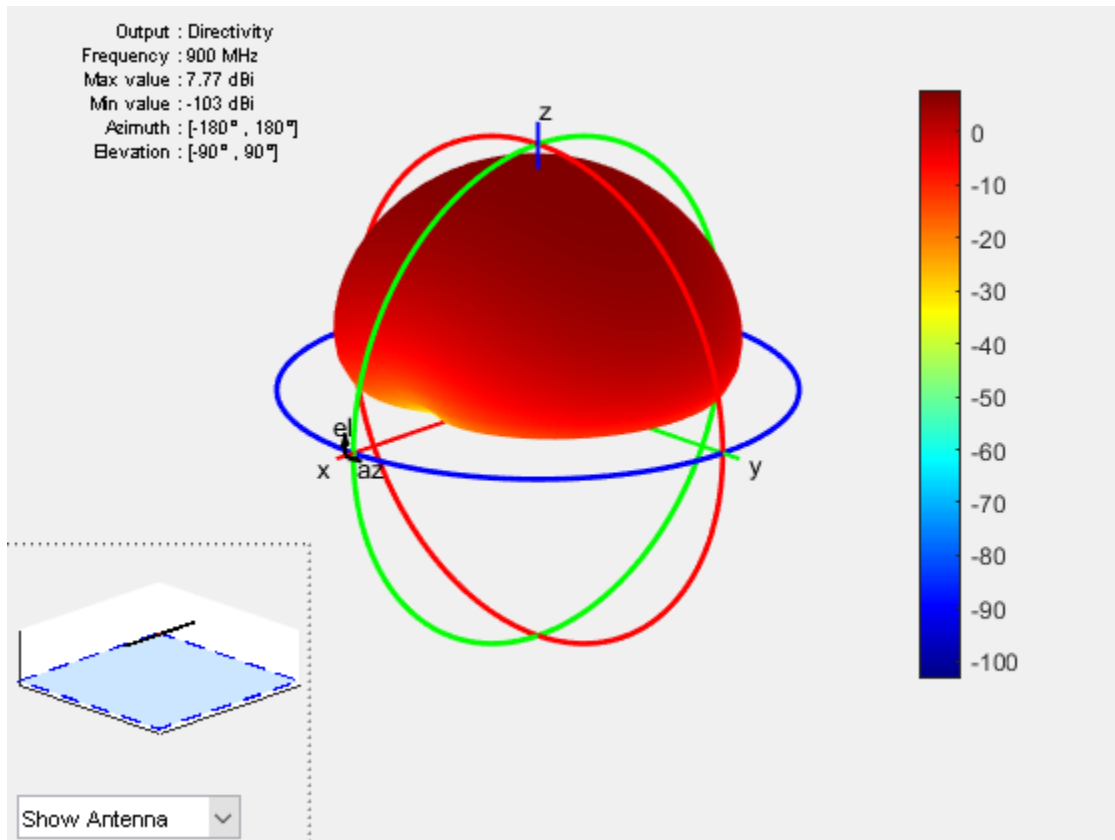 Output : Directivity
Frequency : 900 MHz
Max value : 7.77 dBi
Min value : -103 dBi
Azimuth : [-180° , 180°]
Elevation : [-90° , 90°]
z
0
-10
-20
-30
-40
-50
-60
-70
-80
-90
-100
el
x
az
y
Show Antenna